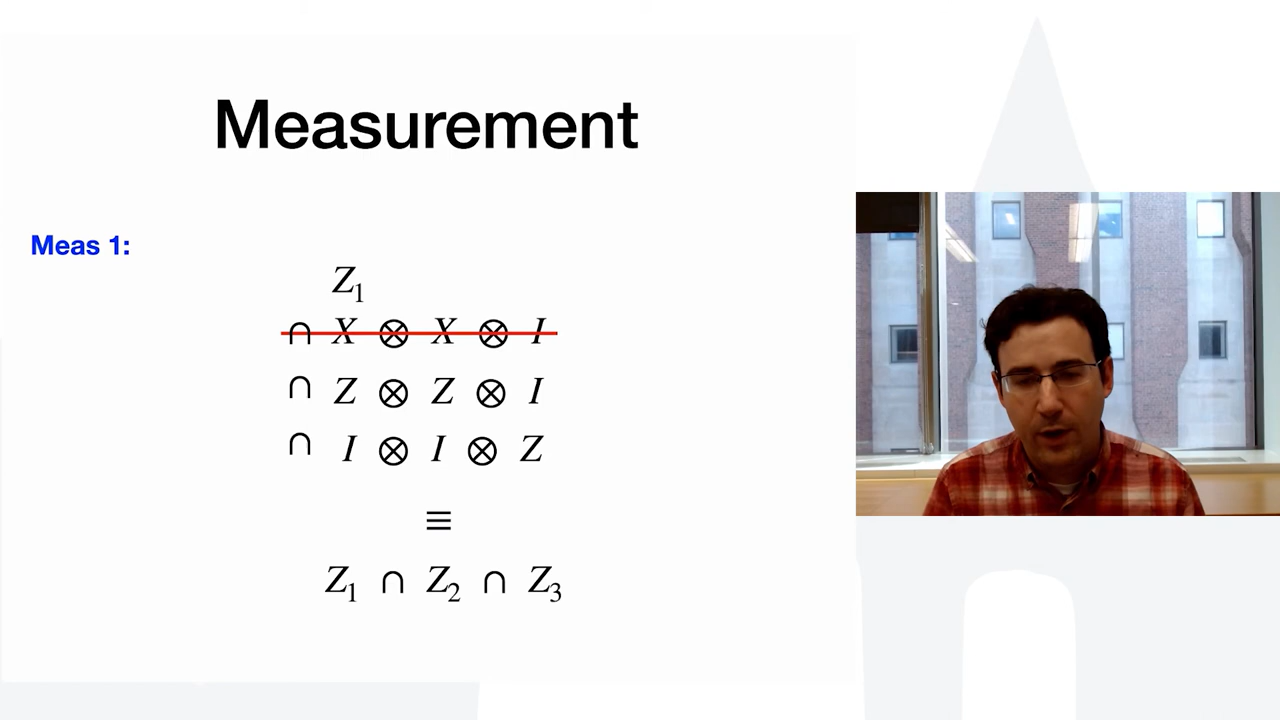 Measurement
Meas 1:
Z₁
∩ X ⊗ X ⊗ I
∩ Z ⊗ Z ⊗ I
∩ I ⊗ I ⊗ Z
≡
Z₁ ∩ Z₂ ∩ Z₃